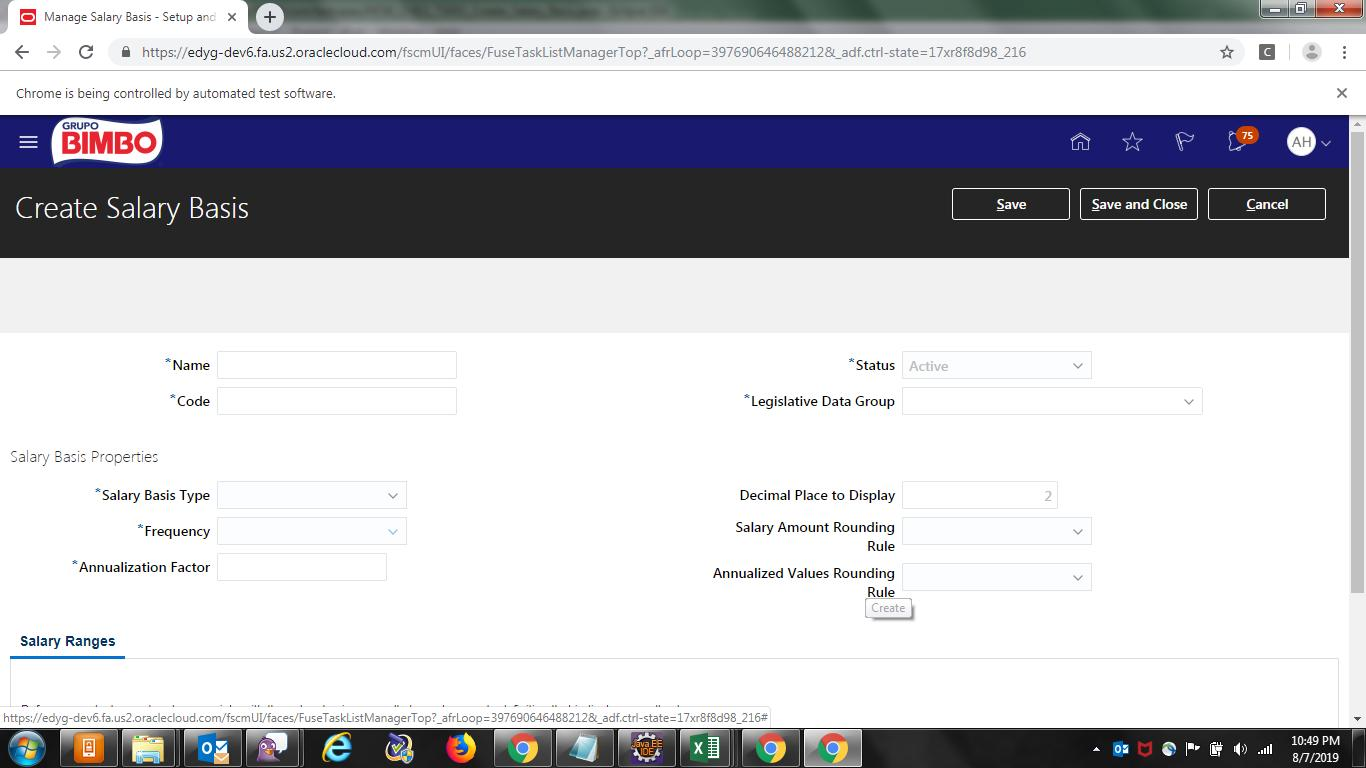 Manage Salary Basis - Setup and
https://edyg-dev6.fa.us2.oraclecloud.com/fscmUI/faces/FuseTaskListManagerTop?_afrLoop=397690646488212&_adf.ctrl-state=17xr8f8d98_216
C
Chrome is being controlled by automated test software.
GRUPO
BIMBO
75
AH
Create Salary Basis
Save
Save and Close
Cancel
*Name
*Status Active
*Code
*Legislative Data Group
Salary Basis Properties
*Salary Basis Type
Decimal Place to Display 2
*Frequency
Salary Amount Rounding
Rule
*Annualization Factor
Annualized Values Rounding
Rule
Create
Salary Ranges
https://edyg-dev6.fa.us2.oraclecloud.com/fscmUI/faces/FuseTaskListManagerTop?_afrLoop=397690646488212&_adf.ctrl-state=17xr8f8d98_216#
Java EE
IDE
10:49 PM
8/7/2019